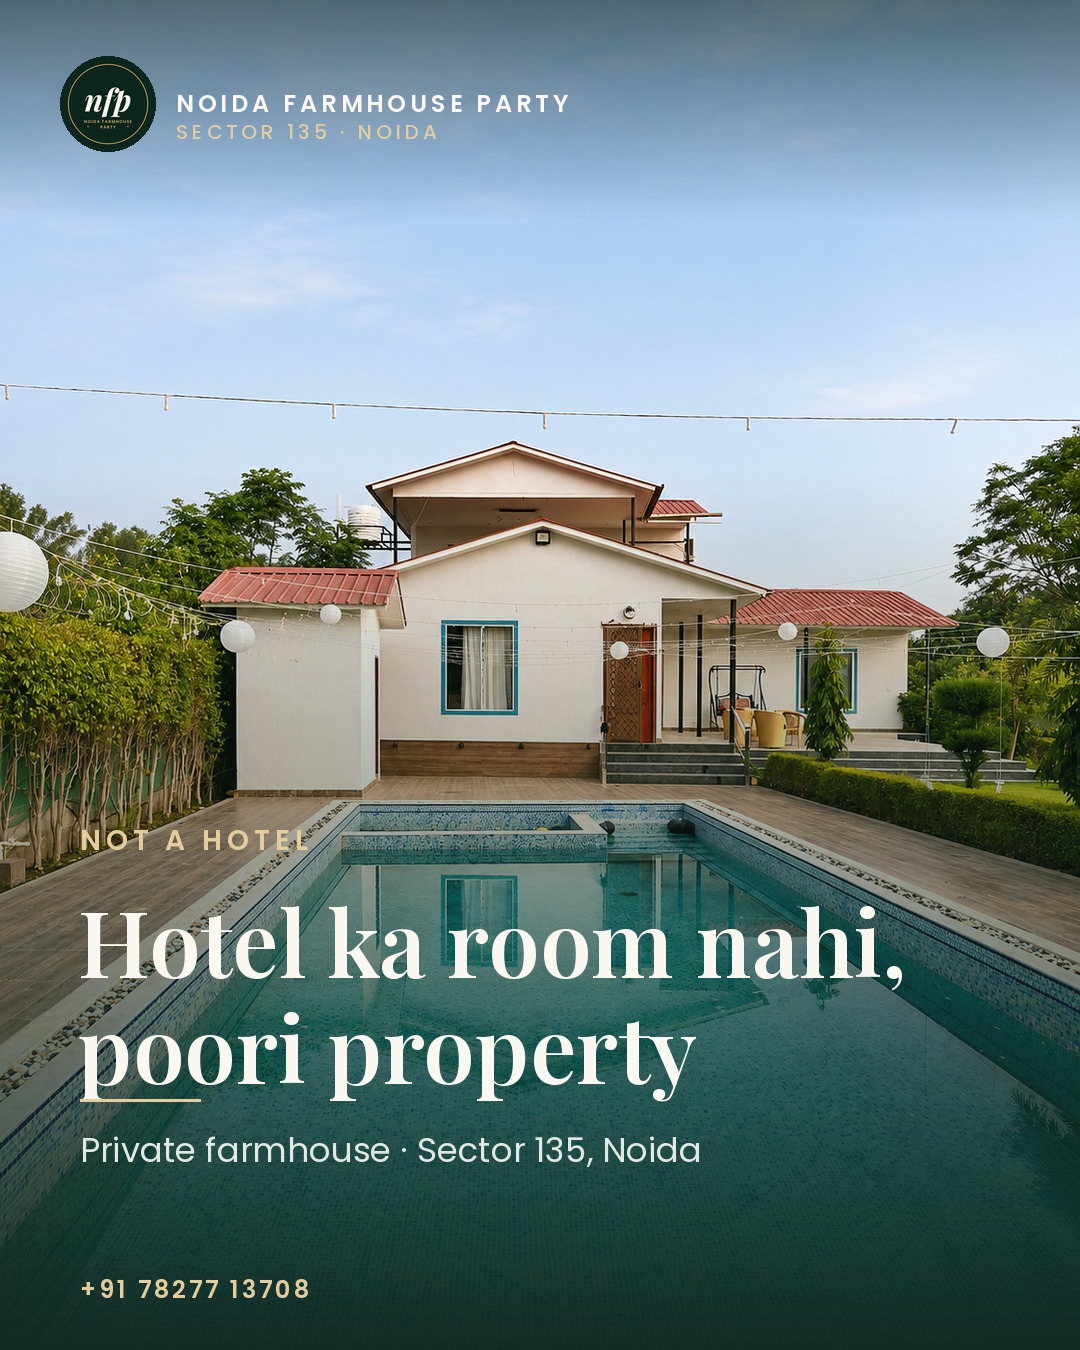 nfp
NOIDA FARMHOUSE
PARTY
NOIDA FARMHOUSE PARTY
SECTOR 135 · NOIDA
NOT A HOTEL
Hotel ka room nahi,
poori property
Private farmhouse · Sector 135, Noida
+91 78277 13708